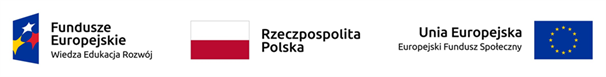 Fundusze
Europejskie
Wiedza Edukacja Rozwój
Rzeczpospolita
Polska
Unia Europejska
Europejski Fundusz Społeczny